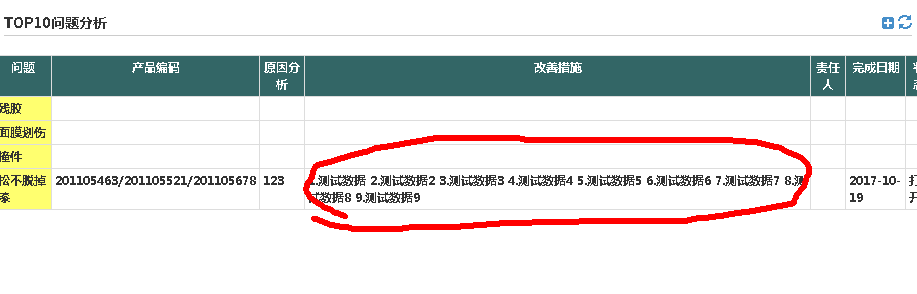 TOP10问题分析
问题 产品编码 原因分析 改善措施 责任人 完成日期
残胶
面膜划伤
撞件
松不脱掉 201105463/201105521/201105678 123 1.测试数据 2.测试数据2 3.测试数据3 4.测试数据4 5.测试数据5 6.测试数据6 7.测试数据7 8.测 2017-10- 打
漆 试数据8 9.测试数据9 19 开